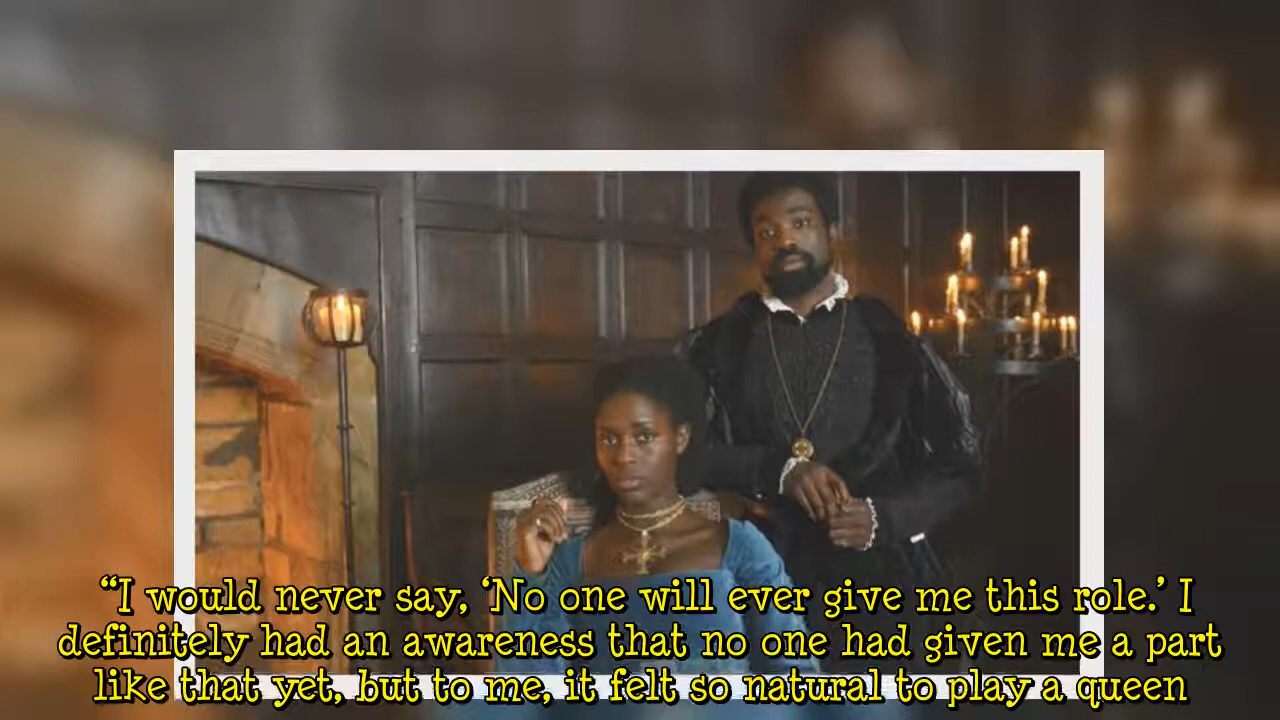 “I would never say, ‘No one will ever give me this role.’ I
definitely had an awareness that no one had given me a part
like that yet, but to me, it felt so natural to play a queen